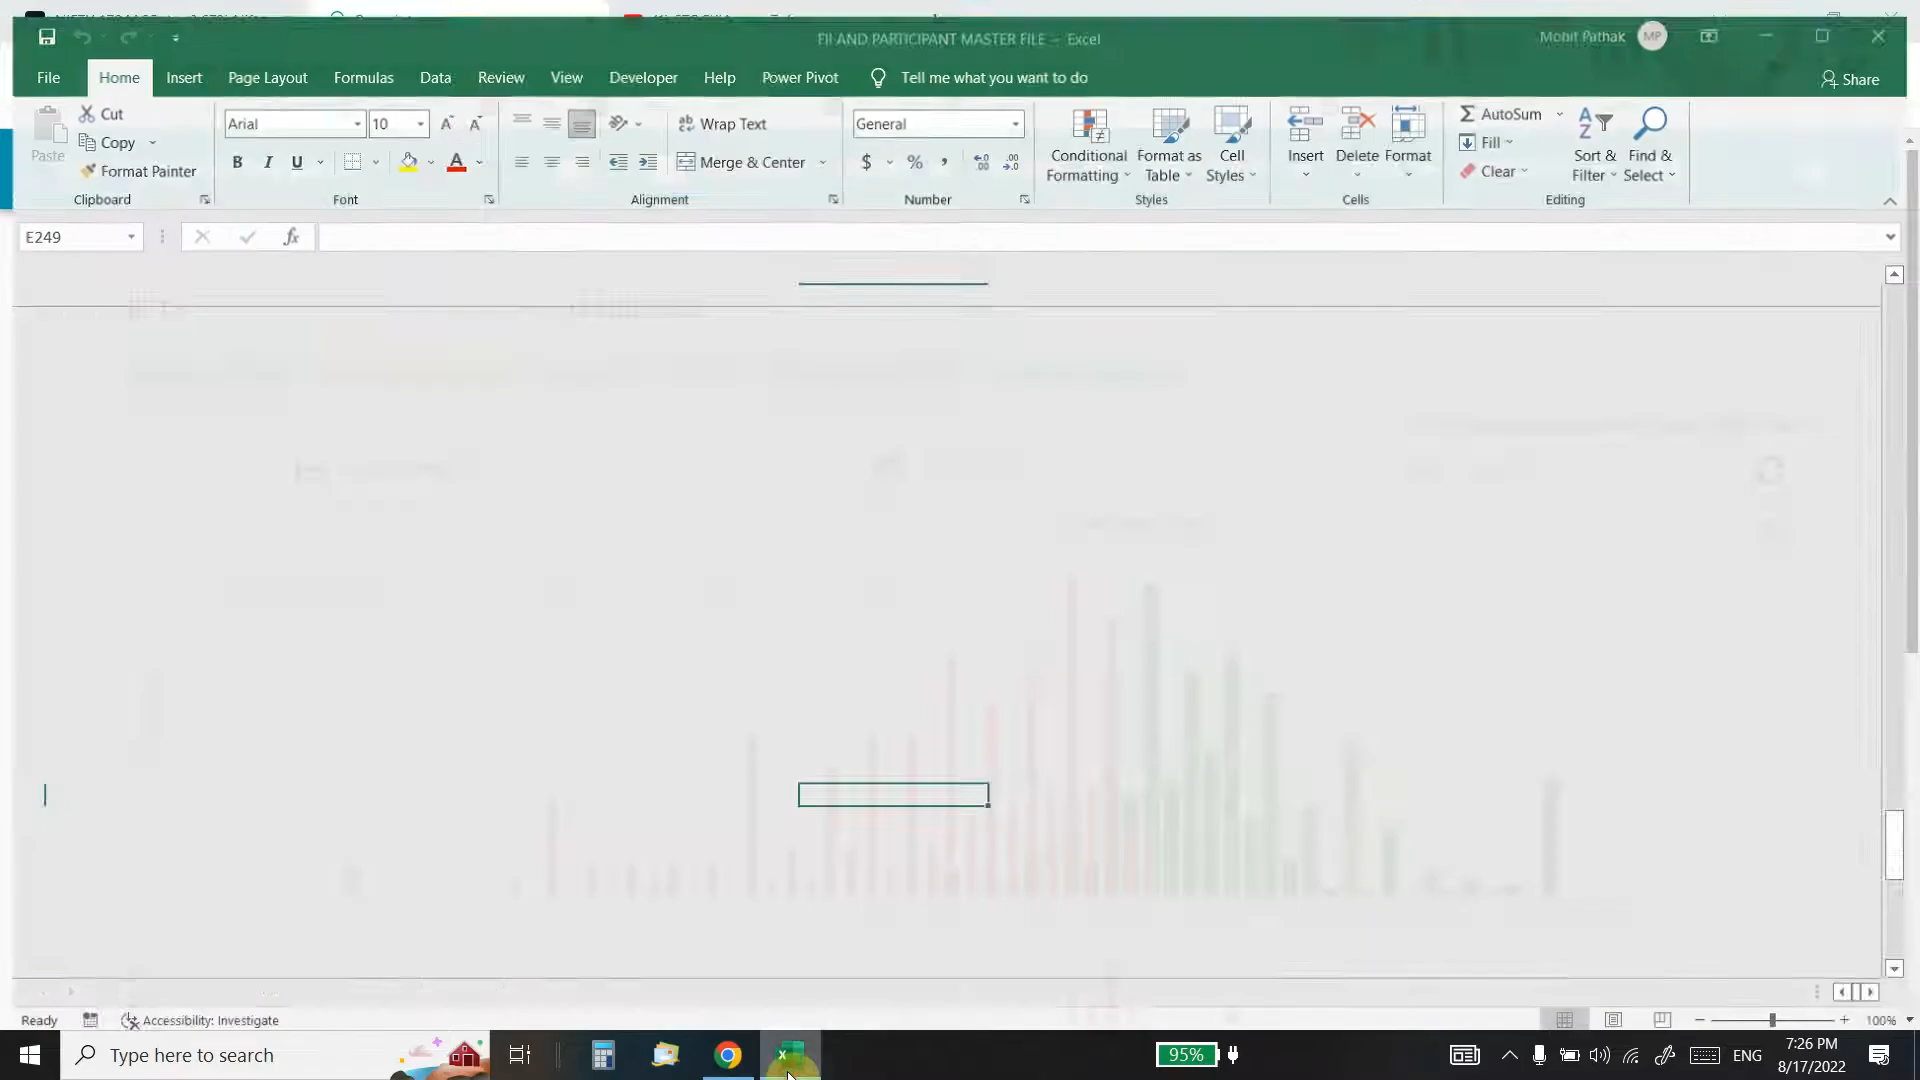 FII AND PARTICIPANT MASTER FILE – Excel
Mohit Pathak
MP
File
Home
Insert
Page Layout
Formulas
Data
Review
View
Developer
Help
Power Pivot
Tell me what you want to do
Share
Paste
Cut
Copy
Format Painter
Clipboard
Arial
10
B I U
Font
Wrap Text
Merge & Center
Alignment
General
$ % ,
Number
Conditional
Formatting
Format as
Table
Cell
Styles
Styles
Insert
Delete
Format
Cells
AutoSum
Fill
Clear
Sort &
Filter
Find &
Select
Editing
E249
fx
Ready
Accessibility: Investigate
100%
Type here to search
95%
ENG
7:26 PM
8/17/2022